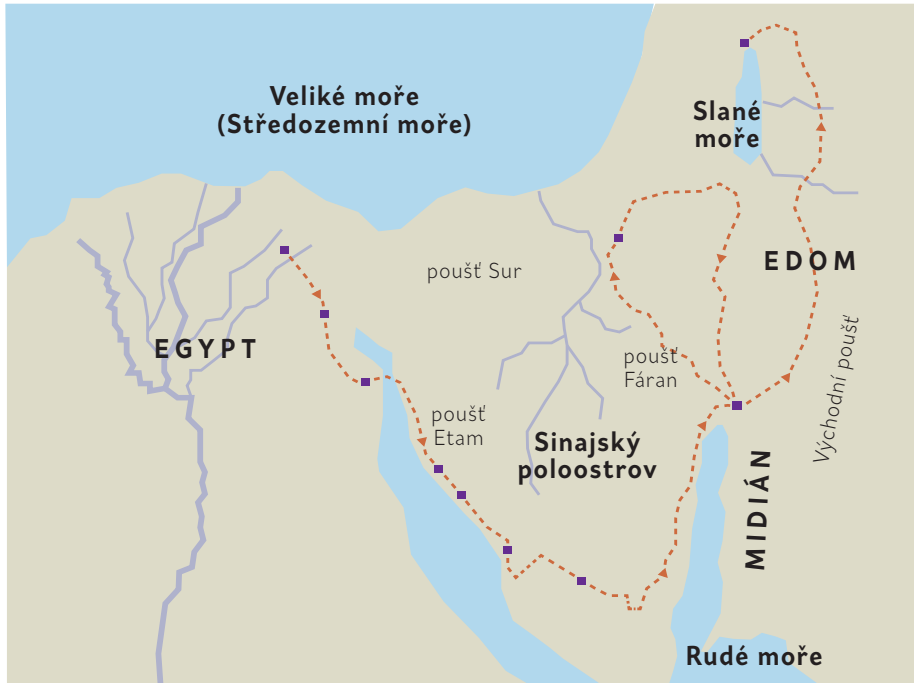 Veliké moře
(Středozemní moře)
Slané
moře
poušť Sur
EDOM
EGYPT
poušť
Fáran
Východní poušť
poušť
Etam
Sinajský
poloostrov
MIDIÁN
Rudé moře